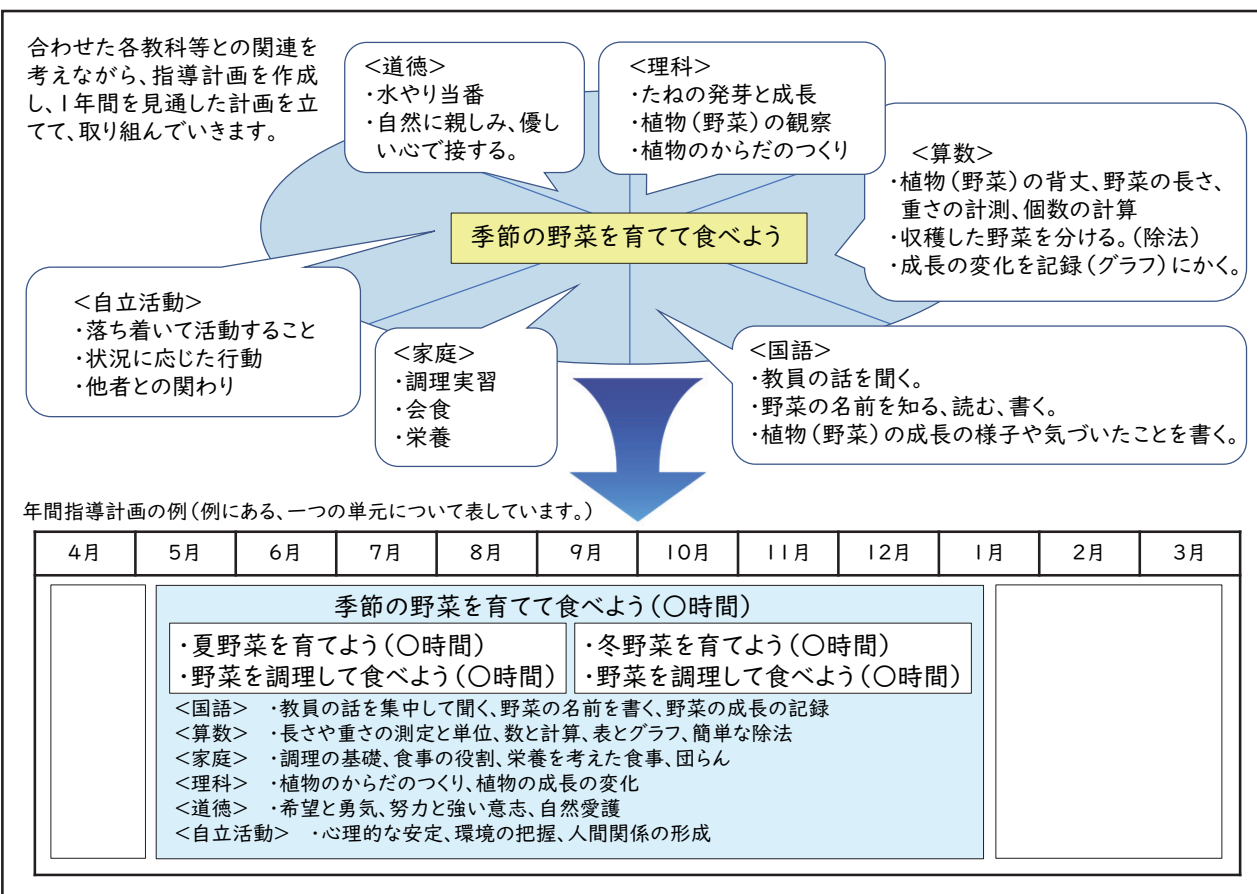 合わせた各教科等との関連を
考えながら、指導計画を作成
し、1年間を見通した計画を立
てて、取り組んでいきます。
<道徳>
・水やり当番
・自然に親しみ、優し
い心で接する。
<理科>
・たねの発芽と成長
・植物(野菜)の観察
・植物のからだのつくり
<算数>
・植物(野菜)の背丈、野菜の長さ、
重さの計測、個数の計算
・収穫した野菜を分ける。(除法)
・成長の変化を記録(グラフ)にかく。
季節の野菜を育てて食べよう
<自立活動>
・落ち着いて活動すること
・状況に応じた行動
・他者との関わり
<家庭>
・調理実習
・会食
・栄養
<国語>
・教員の話を聞く。
・野菜の名前を知る、読む、書く。
・植物(野菜)の成長の様子や気づいたことを書く。
年間指導計画の例(例にある、一つの単元について表しています。)
4月 5月 6月 7月 8月 9月 10月 11月 12月 1月 2月 3月
季節の野菜を育てて食べよう(〇時間)
・夏野菜を育てよう(〇時間)
・野菜を調理して食べよう(〇時間)
・冬野菜を育てよう(〇時間)
・野菜を調理して食べよう(〇時間)
<国語> ・教員の話を集中して聞く、野菜の名前を書く、野菜の成長の記録
<算数> ・長さや重さの測定と単位、数と計算、表とグラフ、簡単な除法
<家庭> ・調理の基礎、食事の役割、栄養を考えた食事、団らん
<理科> ・植物のからだのつくり、植物の成長の変化
<道徳> ・希望と勇気、努力と強い意志、自然愛護
<自立活動> ・心理的な安定、環境の把握、人間関係の形成